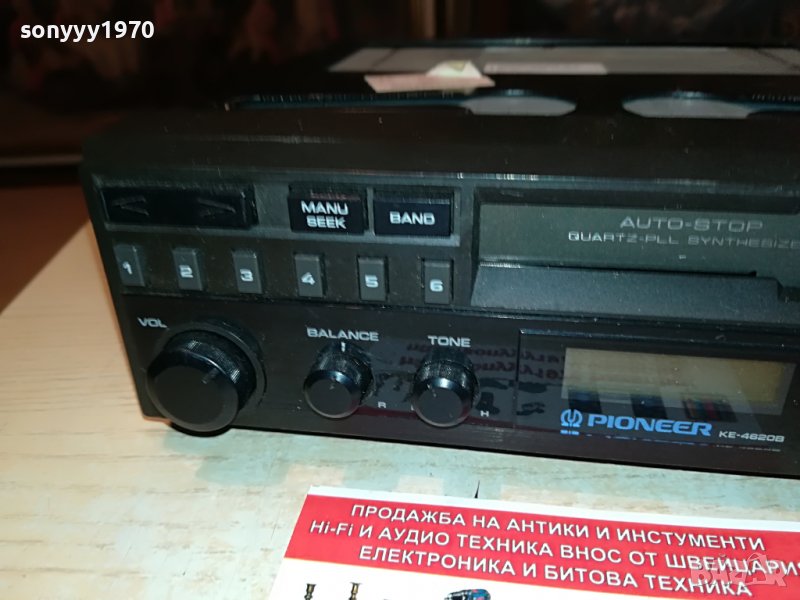 sonyyy1970
MANU SEEK
BAND
AUTO-STOP
QUARTZ-PLL SYNTHESIZE
1 2 3 4 5 6
VOL
BALANCE
TONE
R
H
PIONEER
KE-4620B
ПРОДАЖБА НА АНТИКИ И ИНСТУМЕНТИ
Hi-Fi И АУДИО ТЕХНИКА ВНОС ОТ ШВЕЙЦАРИЯ
ЕЛЕКТРОНИКА И БИТОВА ТЕХНИКА